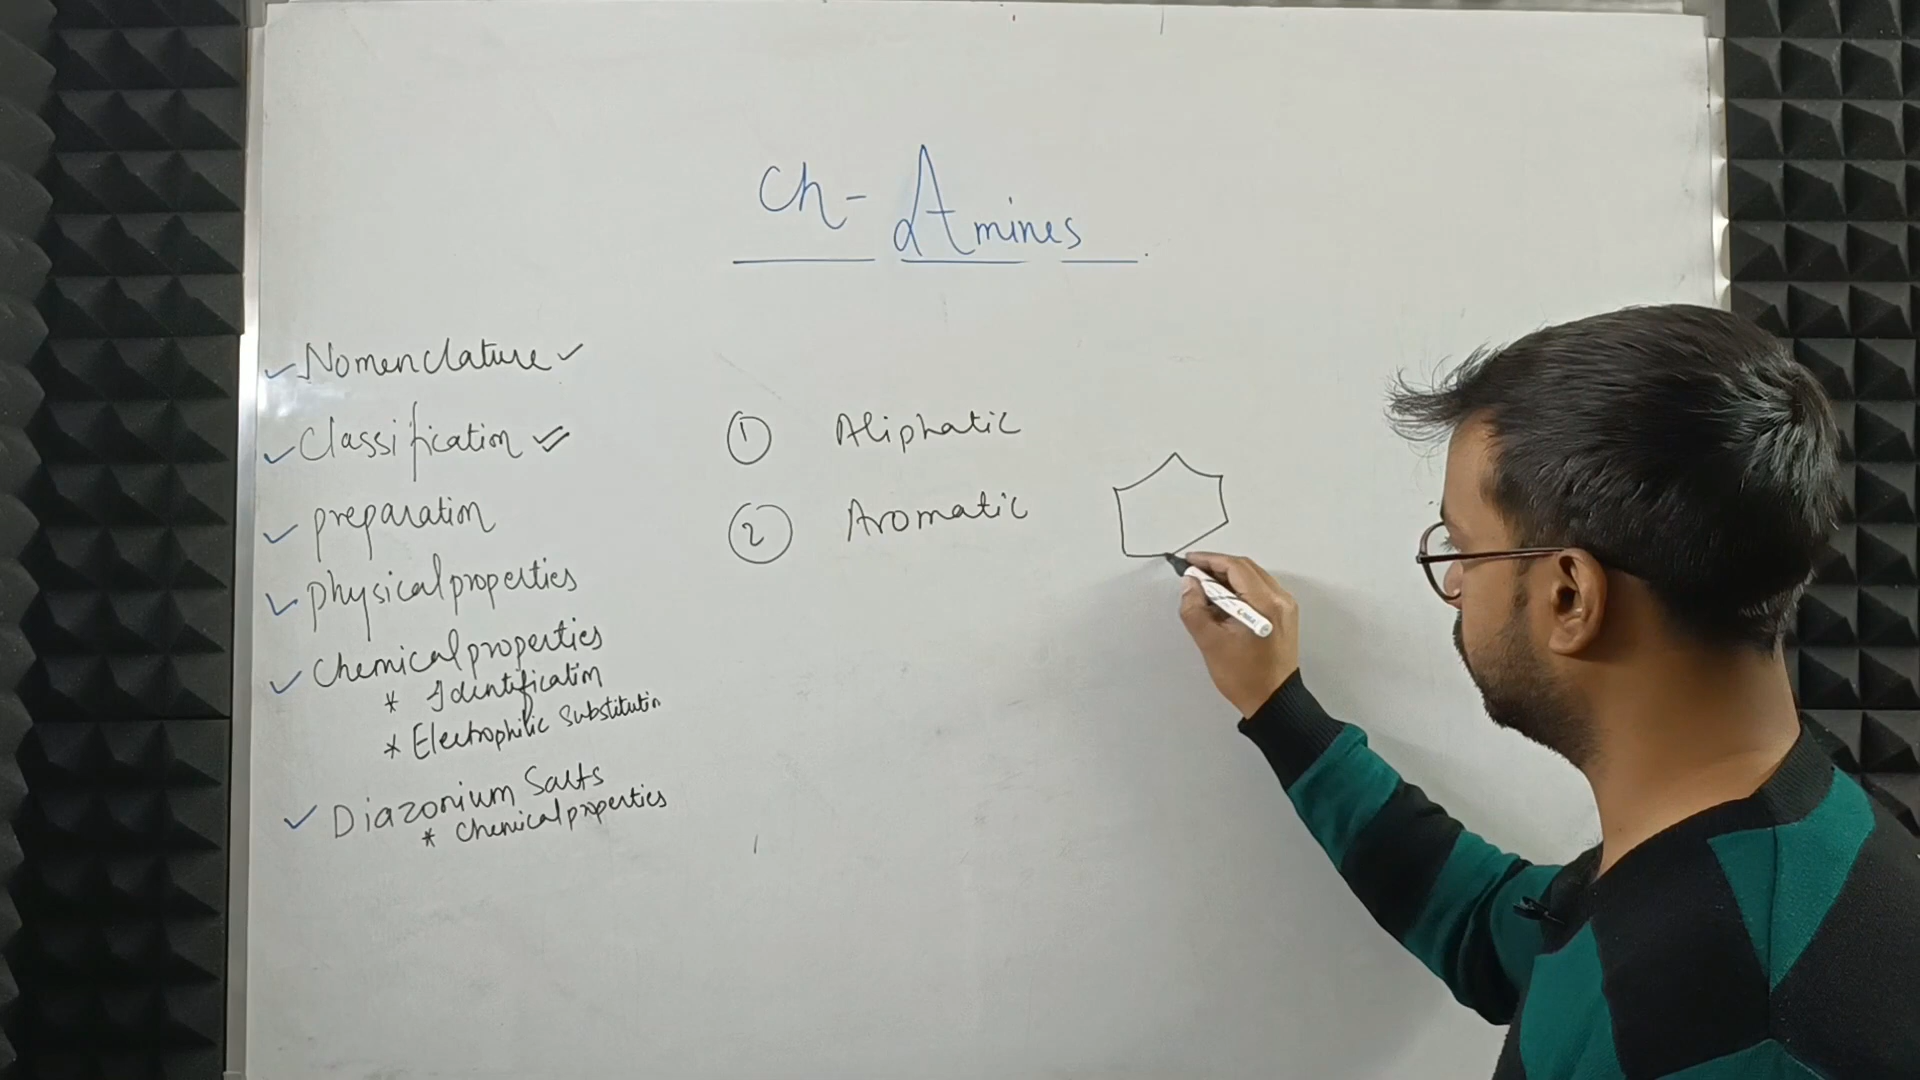 Ch- Amines
✓ Nomenclature ✓
✓ Classification ✓
✓ preparation
✓ physical properties
✓ Chemical properties
* Identification
* Electrophilic Substitution
✓ Diazonium Salts
* Chemical properties
① Aliphatic
② Aromatic